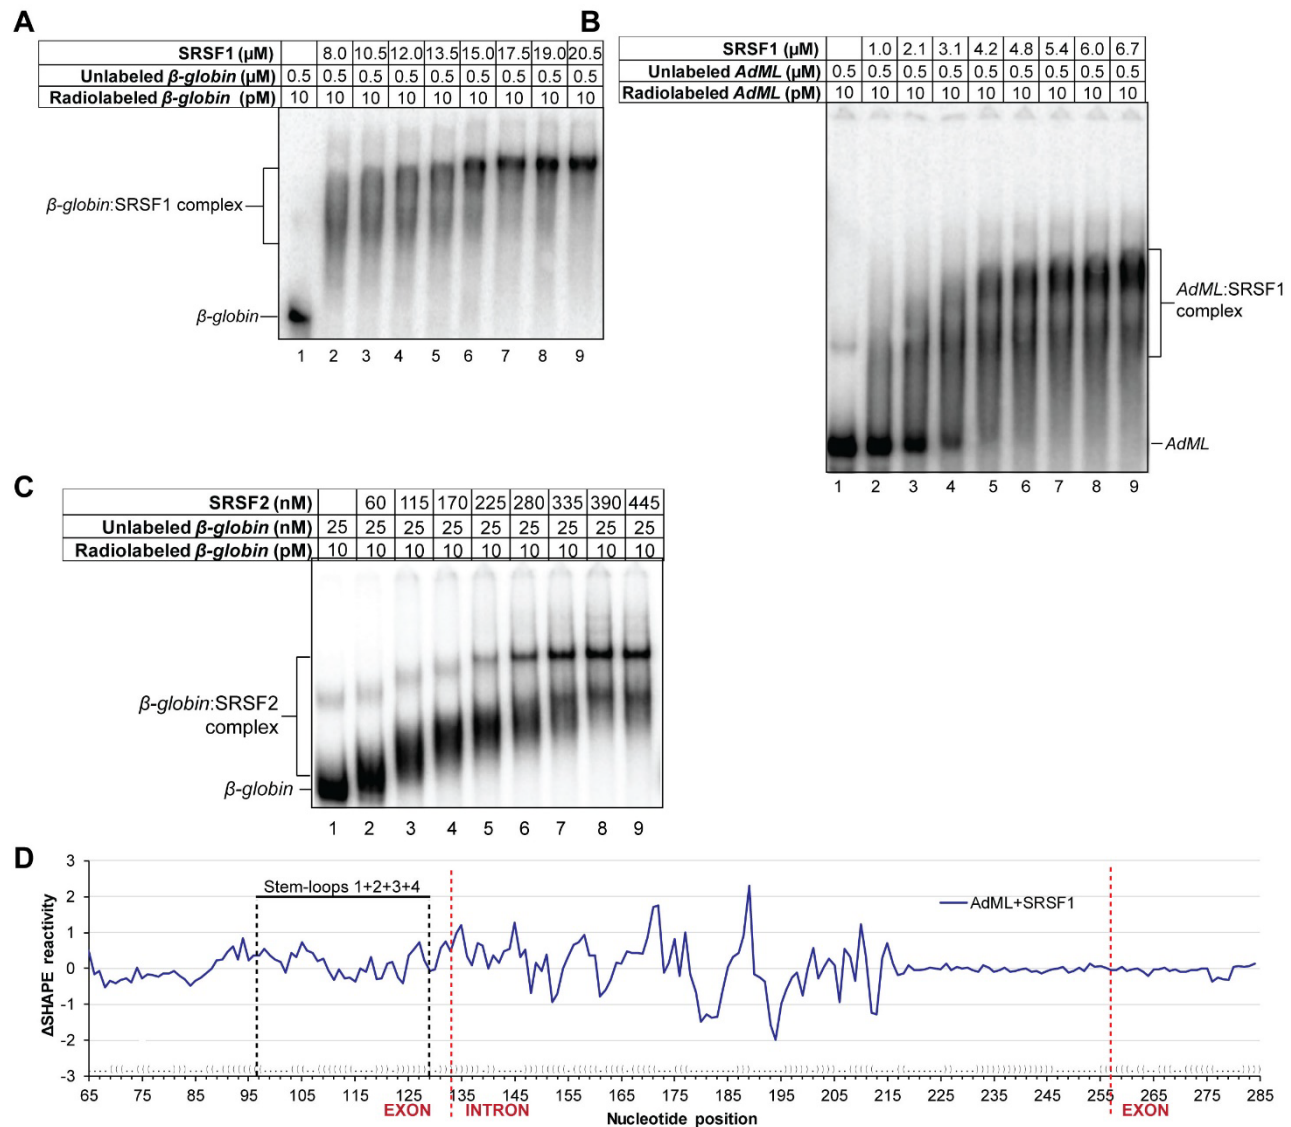 A
SRSF1 (µM) 8.0 10.5 12.0 13.5 15.0 17.5 19.0 20.5
Unlabeled β-globin (µM) 0.5 0.5 0.5 0.5 0.5 0.5 0.5 0.5 0.5
Radiolabeled β-globin (pM) 10 10 10 10 10 10 10 10 10
β-globin:SRSF1 complex
β-globin
1 2 3 4 5 6 7 8 9
B
SRSF1 (µM) 1.0 2.1 3.1 4.2 4.8 5.4 6.0 6.7
Unlabeled AdML (µM) 0.5 0.5 0.5 0.5 0.5 0.5 0.5 0.5 0.5
Radiolabeled AdML (pM) 10 10 10 10 10 10 10 10 10
AdML:SRSF1
complex
AdML
1 2 3 4 5 6 7 8 9
C
SRSF2 (nM) 60 115 170 225 280 335 390 445
Unlabeled β-globin (nM) 25 25 25 25 25 25 25 25 25
Radiolabeled β-globin (pM) 10 10 10 10 10 10 10 10 10
β-globin:SRSF2
complex
β-globin
1 2 3 4 5 6 7 8 9
D
3
2
1
0
-1
-2
-3
ΔSHAPE reactivity
Stem-loops 1+2+3+4
AdML+SRSF1
65 75 85 95 105 115 125 135 145 155 165 175 185 195 205 215 225 235 245 255 265 275 285
EXON INTRON EXON
Nucleotide position